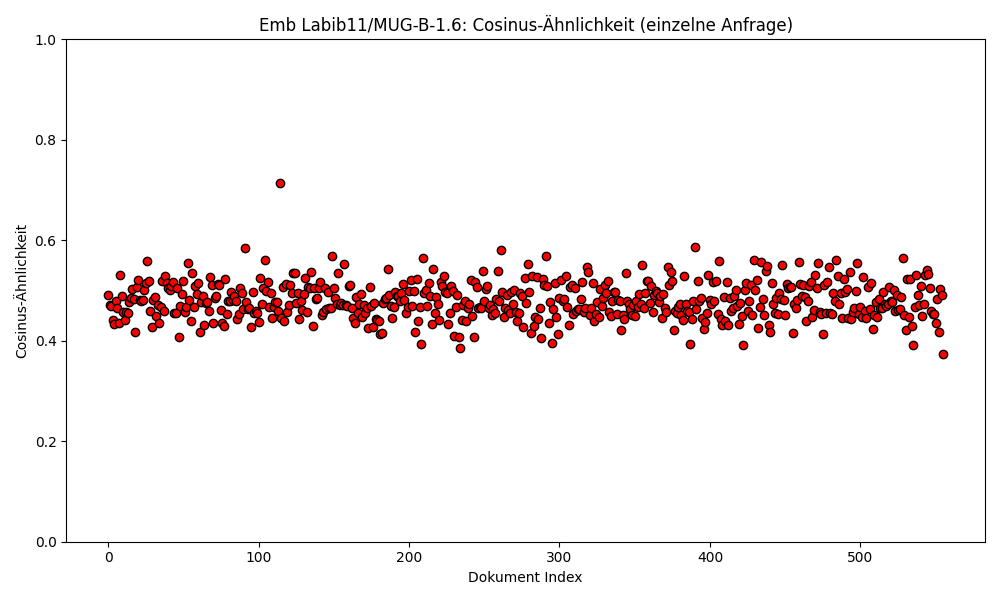 Emb Labib11/MUG-B-1.6: Cosinus-Ähnlichkeit (einzelne Anfrage)
1.0
0.8
0.6
0.4
0.2
0.0
Cosinus-Ähnlichkeit
0 100 200 300 400 500
Dokument Index